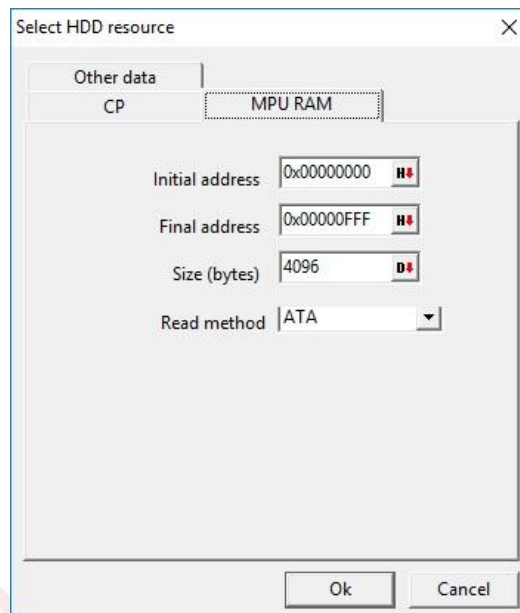 Select HDD resource
Other data
CP MPU RAM
Initial address 0x00000000 H
Final address 0x00000FFF H
Size (bytes) 4096 D
Read method ATA
Ok Cancel